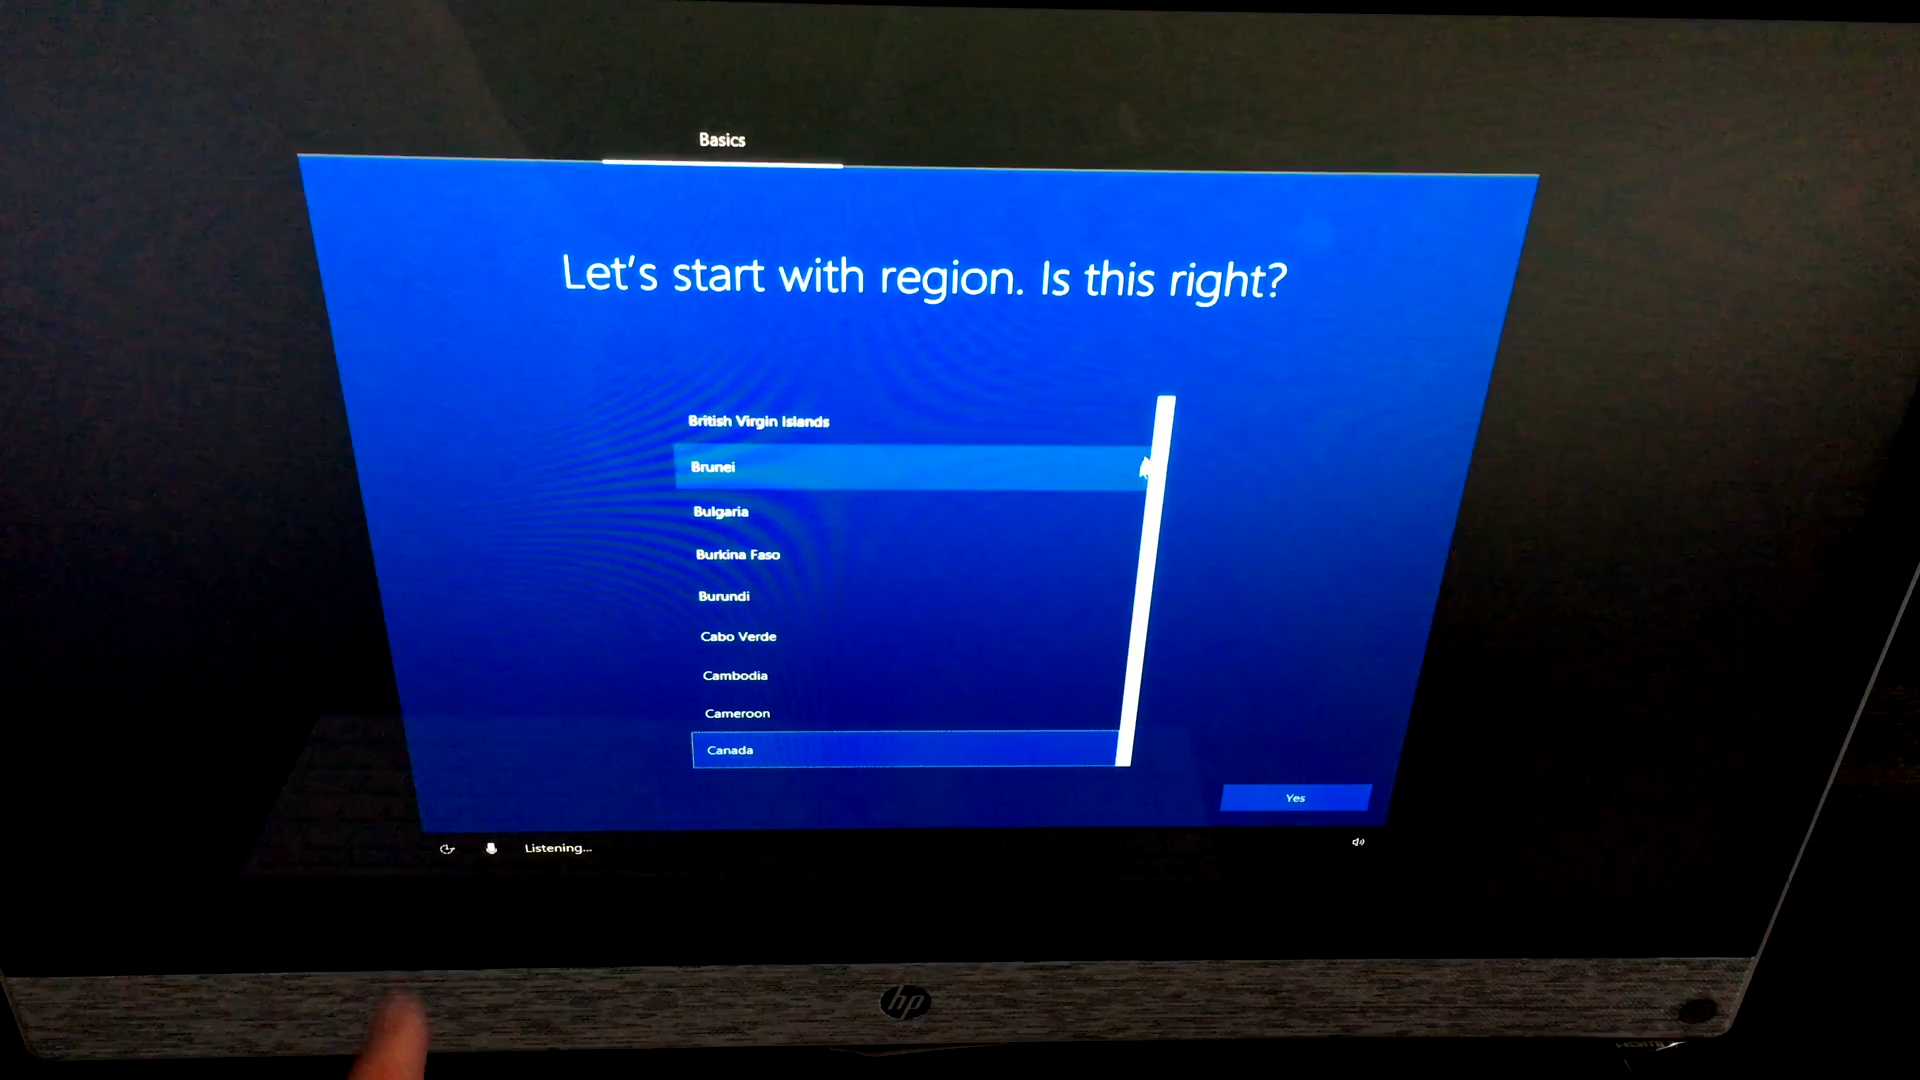 Basics
Let's start with region. Is this right?
British Virgin Islands
Brunei
Bulgaria
Burkina Faso
Burundi
Cabo Verde
Cambodia
Cameroon
Canada
Yes
Listening...
hp